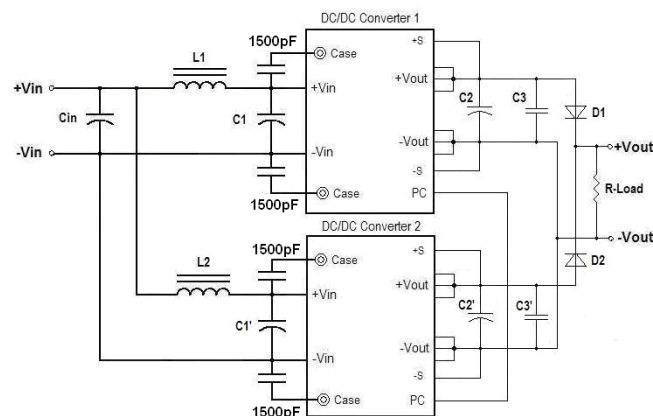 DC/DC Converter 1
1500pF
Case
+S
L1
+Vin
+Vin
+Vout
C2
C3
D1
Cin
C1
-Vin
-Vin
-Vout
+Vout
-S
R-Load
Case
PC
1500pF
DC/DC Converter 2
-Vout
1500pF
+S
Case
D2
L2
+Vin
+Vout
C1'
C2'
C3'
-Vin
-Vout
-S
Case
PC
1500pF